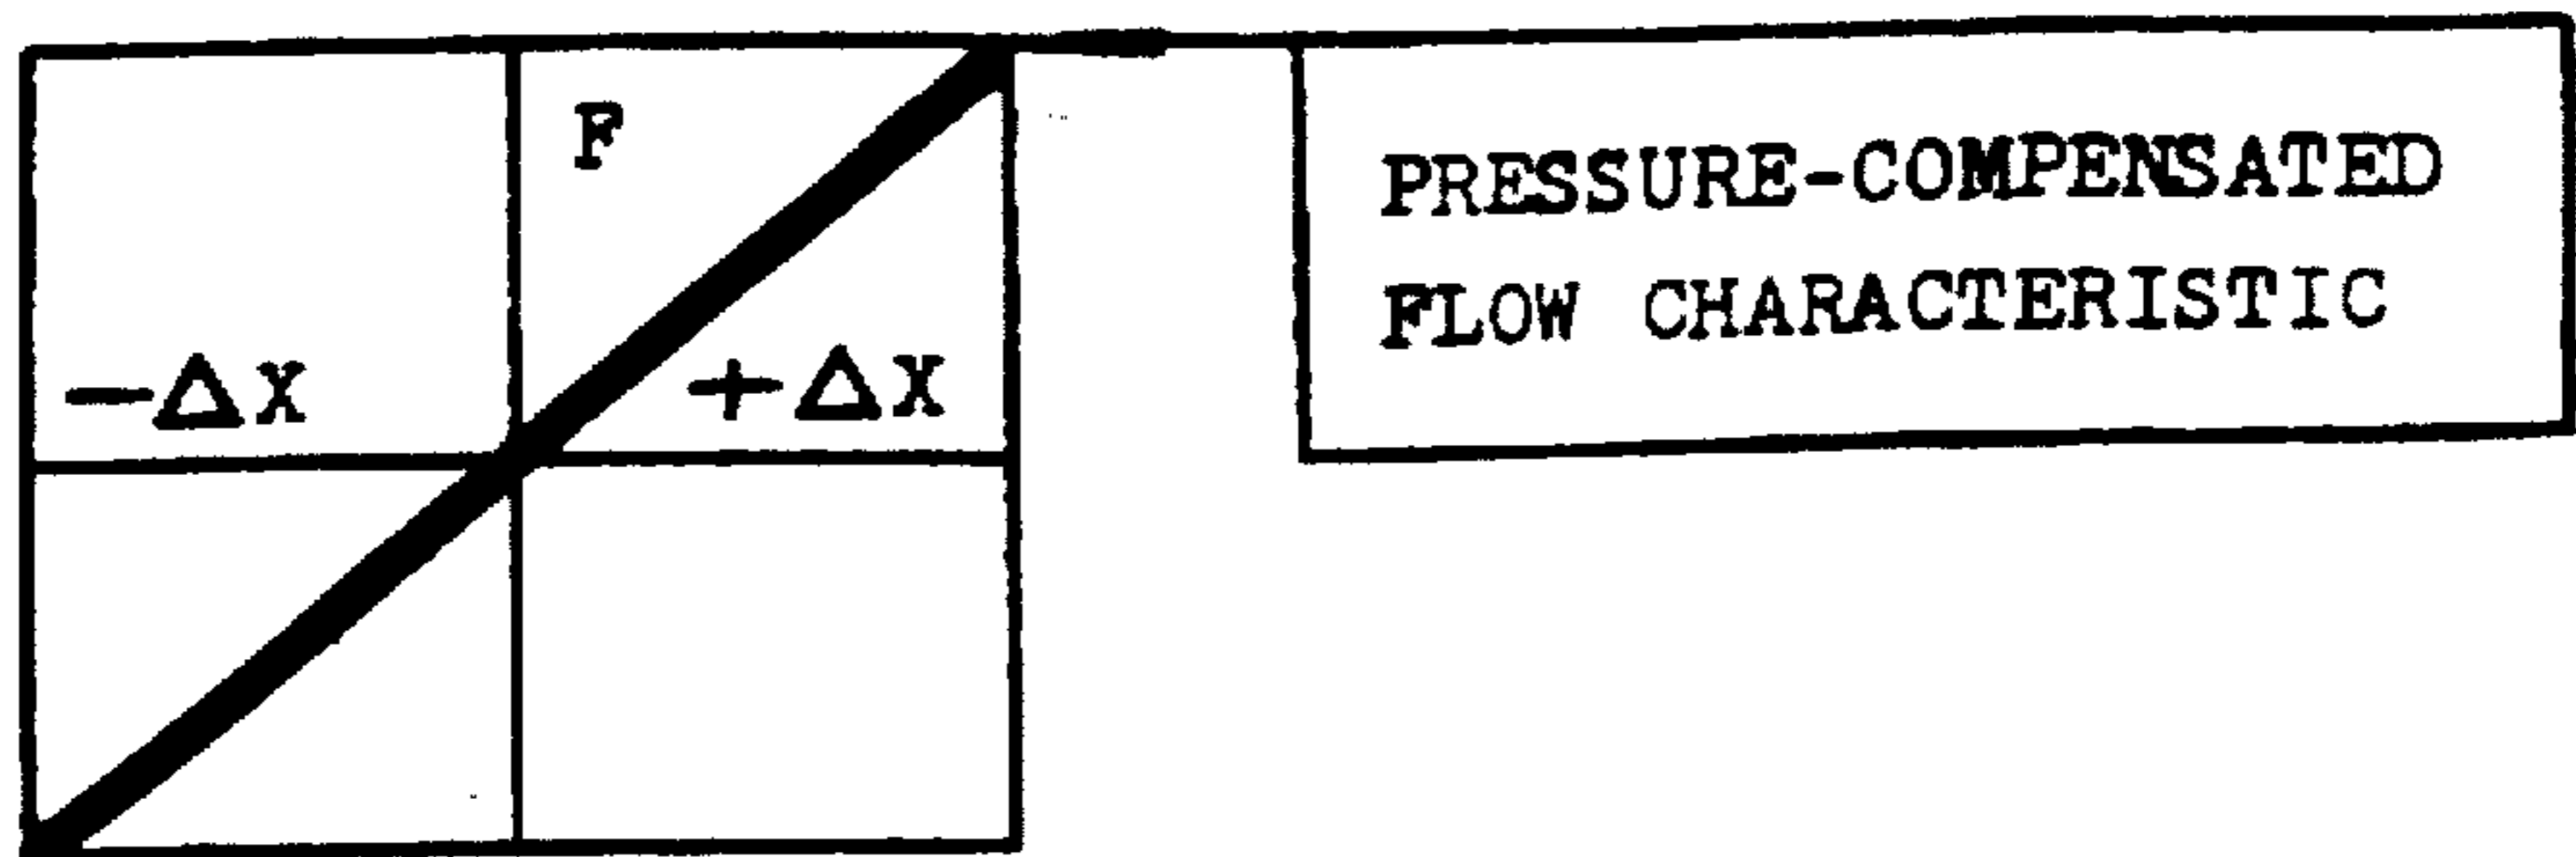 F
−ΔX
+ΔX
PRESSURE-COMPENSATED
FLOW CHARACTERISTIC